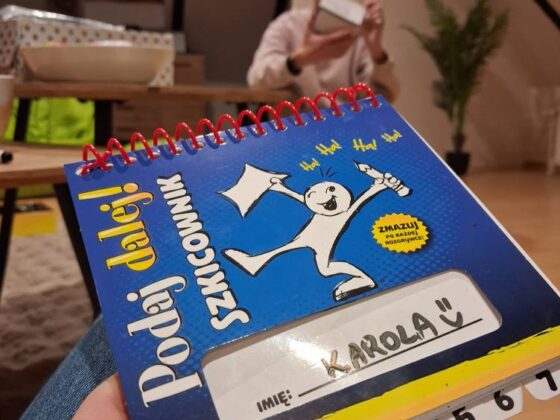 Ha! Ha! Ha! Ha!
Podaj dalej!
SZKICOWNIK
ZMAZUJ
PO KAŻDEJ
ROZGRYWCE!
IMIĘ: KAROLA
5 6 7